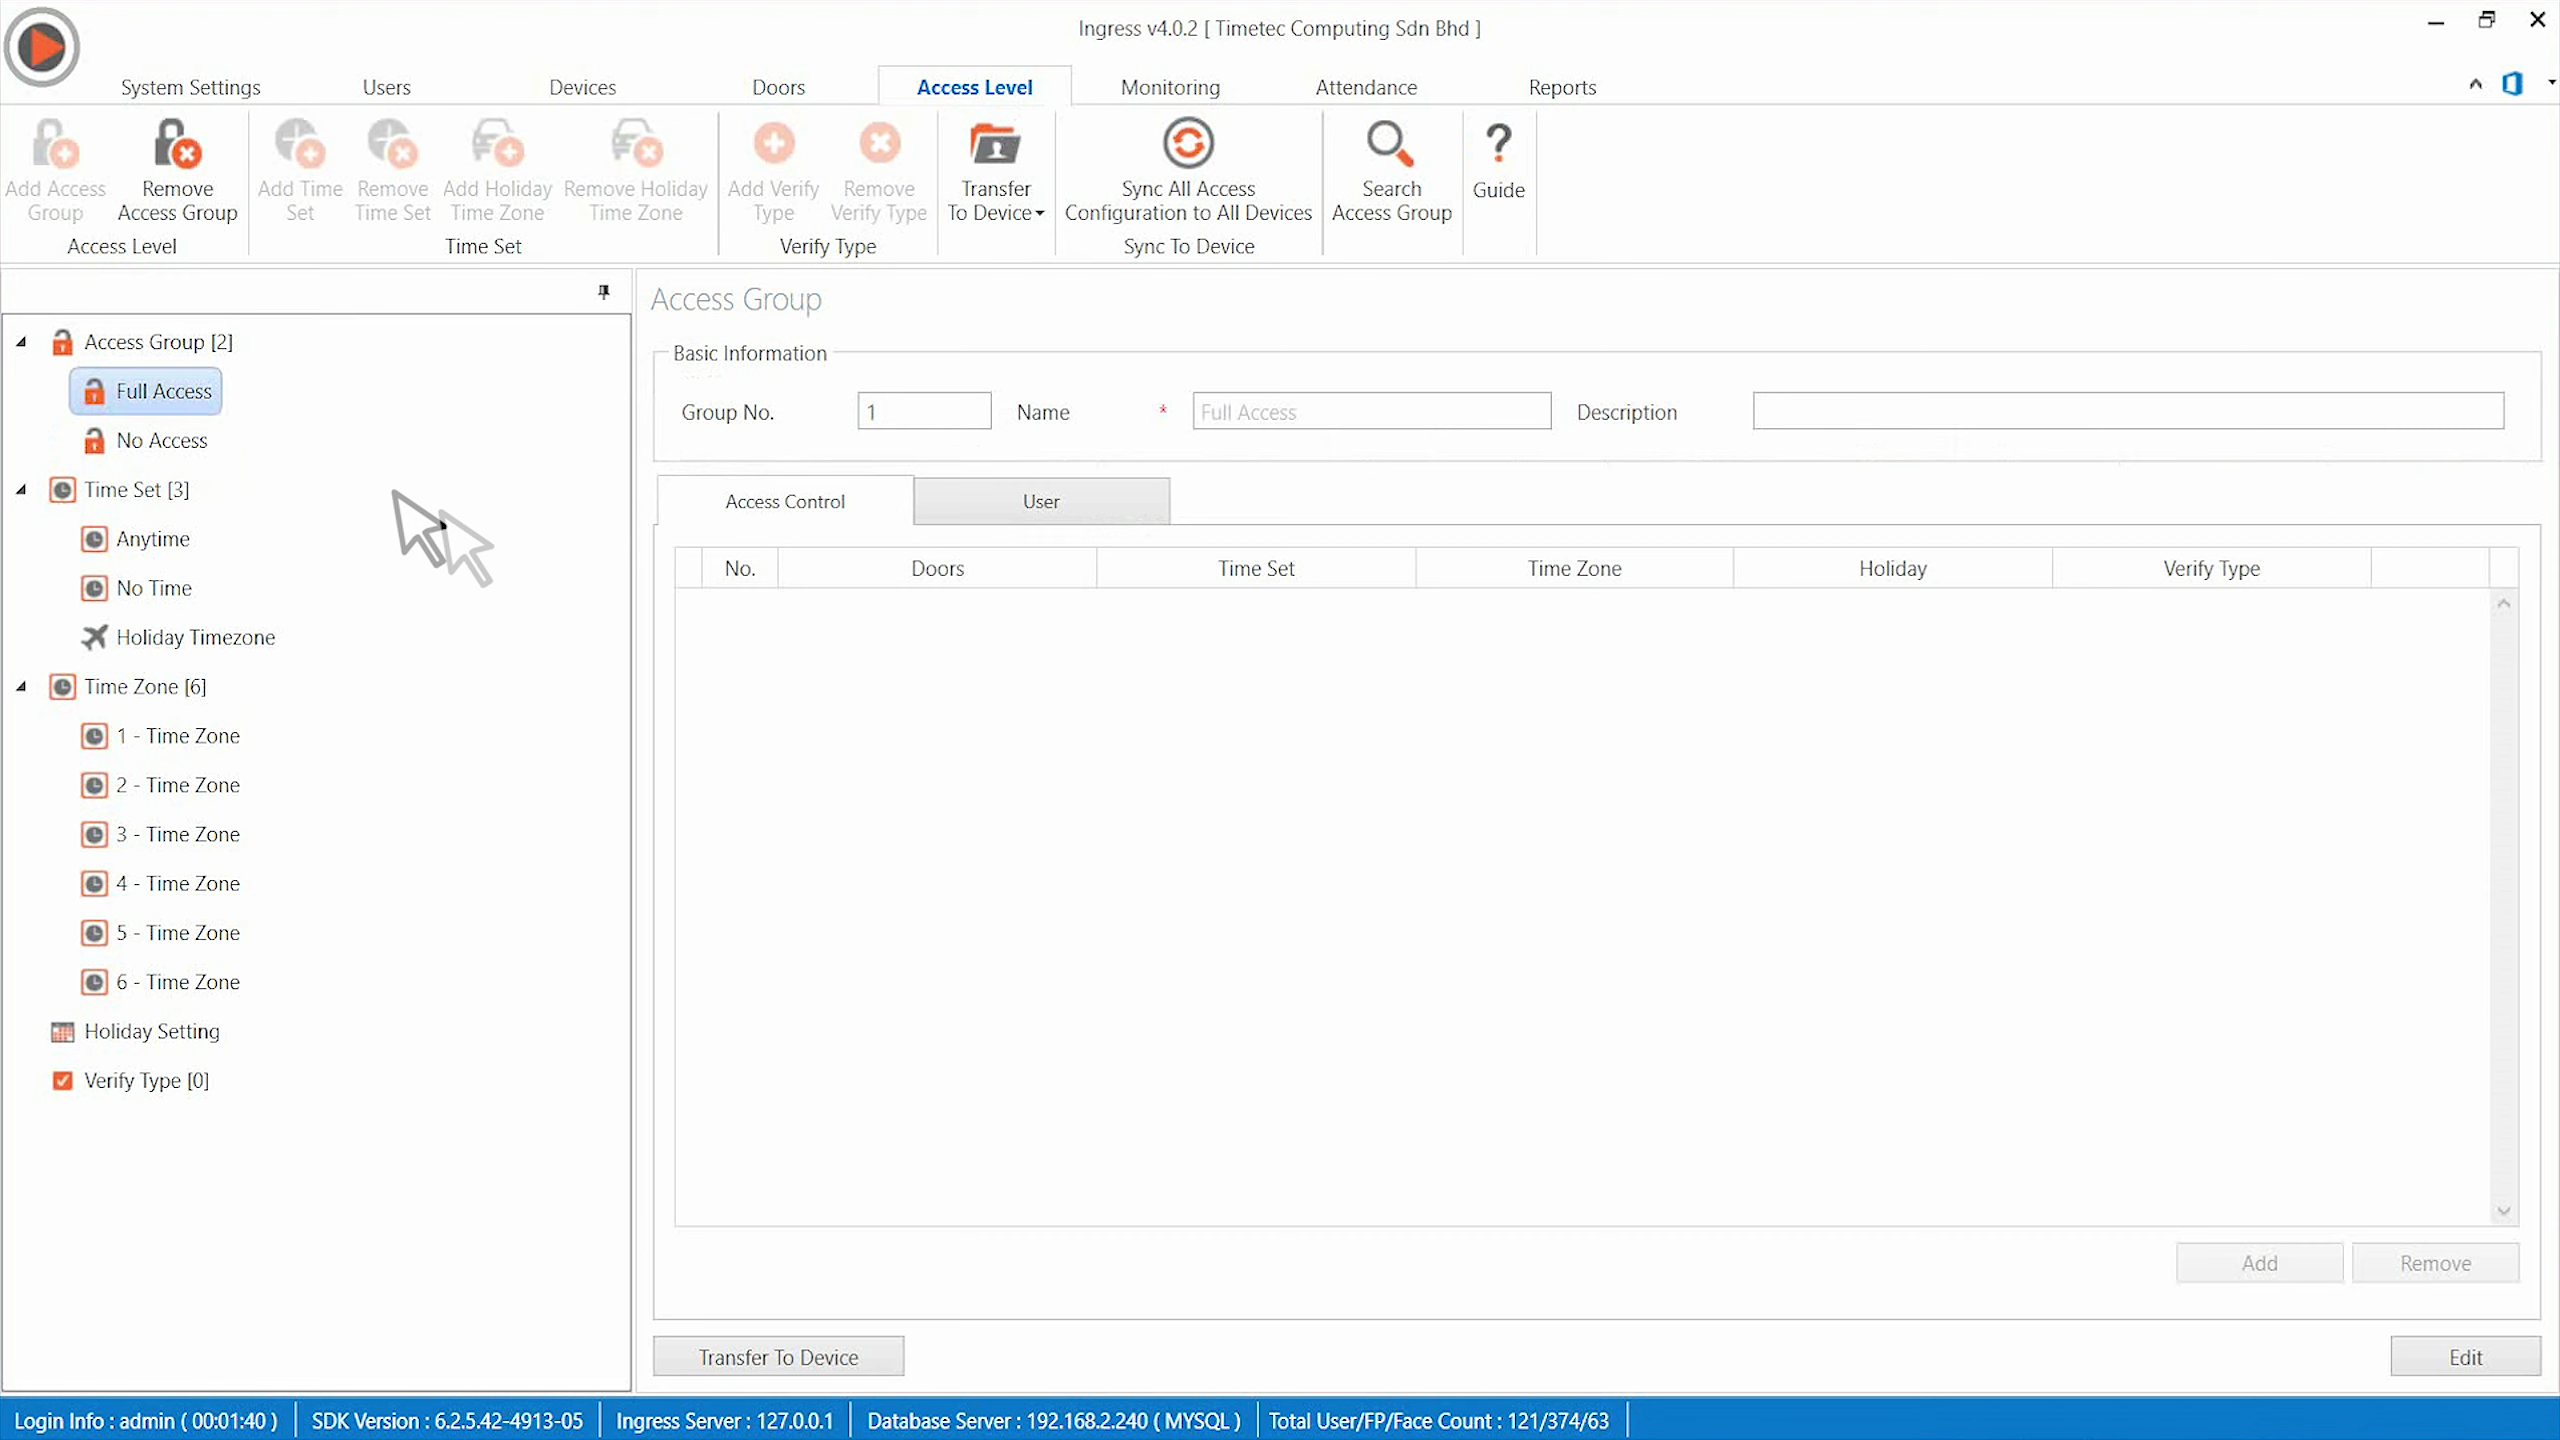 Ingress v4.0.2 [ Timetec Computing Sdn Bhd ]
System Settings
Users
Devices
Doors
Access Level
Monitoring
Attendance
Reports
Add Access
Group
Remove
Access Group
Access Level
Add Time
Set
Remove
Time Set
Add Holiday
Time Zone
Remove Holiday
Time Zone
Time Set
Add Verify
Type
Remove
Verify Type
Verify Type
Transfer
To Device
Sync All Access
Configuration to All Devices
Sync To Device
Search
Access Group
Guide
Access Group [2]
Full Access
No Access
Time Set [3]
Anytime
No Time
Holiday Timezone
Time Zone [6]
1 - Time Zone
2 - Time Zone
3 - Time Zone
4 - Time Zone
5 - Time Zone
6 - Time Zone
Holiday Setting
Verify Type [0]
Access Group
Basic Information
Group No. 1 Name * Full Access Description
Access Control User
No. Doors Time Set Time Zone Holiday Verify Type
Add Remove
Transfer To Device Edit
Login Info : admin ( 00:01:40 ) SDK Version : 6.2.5.42-4913-05 Ingress Server : 127.0.0.1 Database Server : 192.168.2.240 ( MYSQL ) Total User/FP/Face Count : 121/374/63